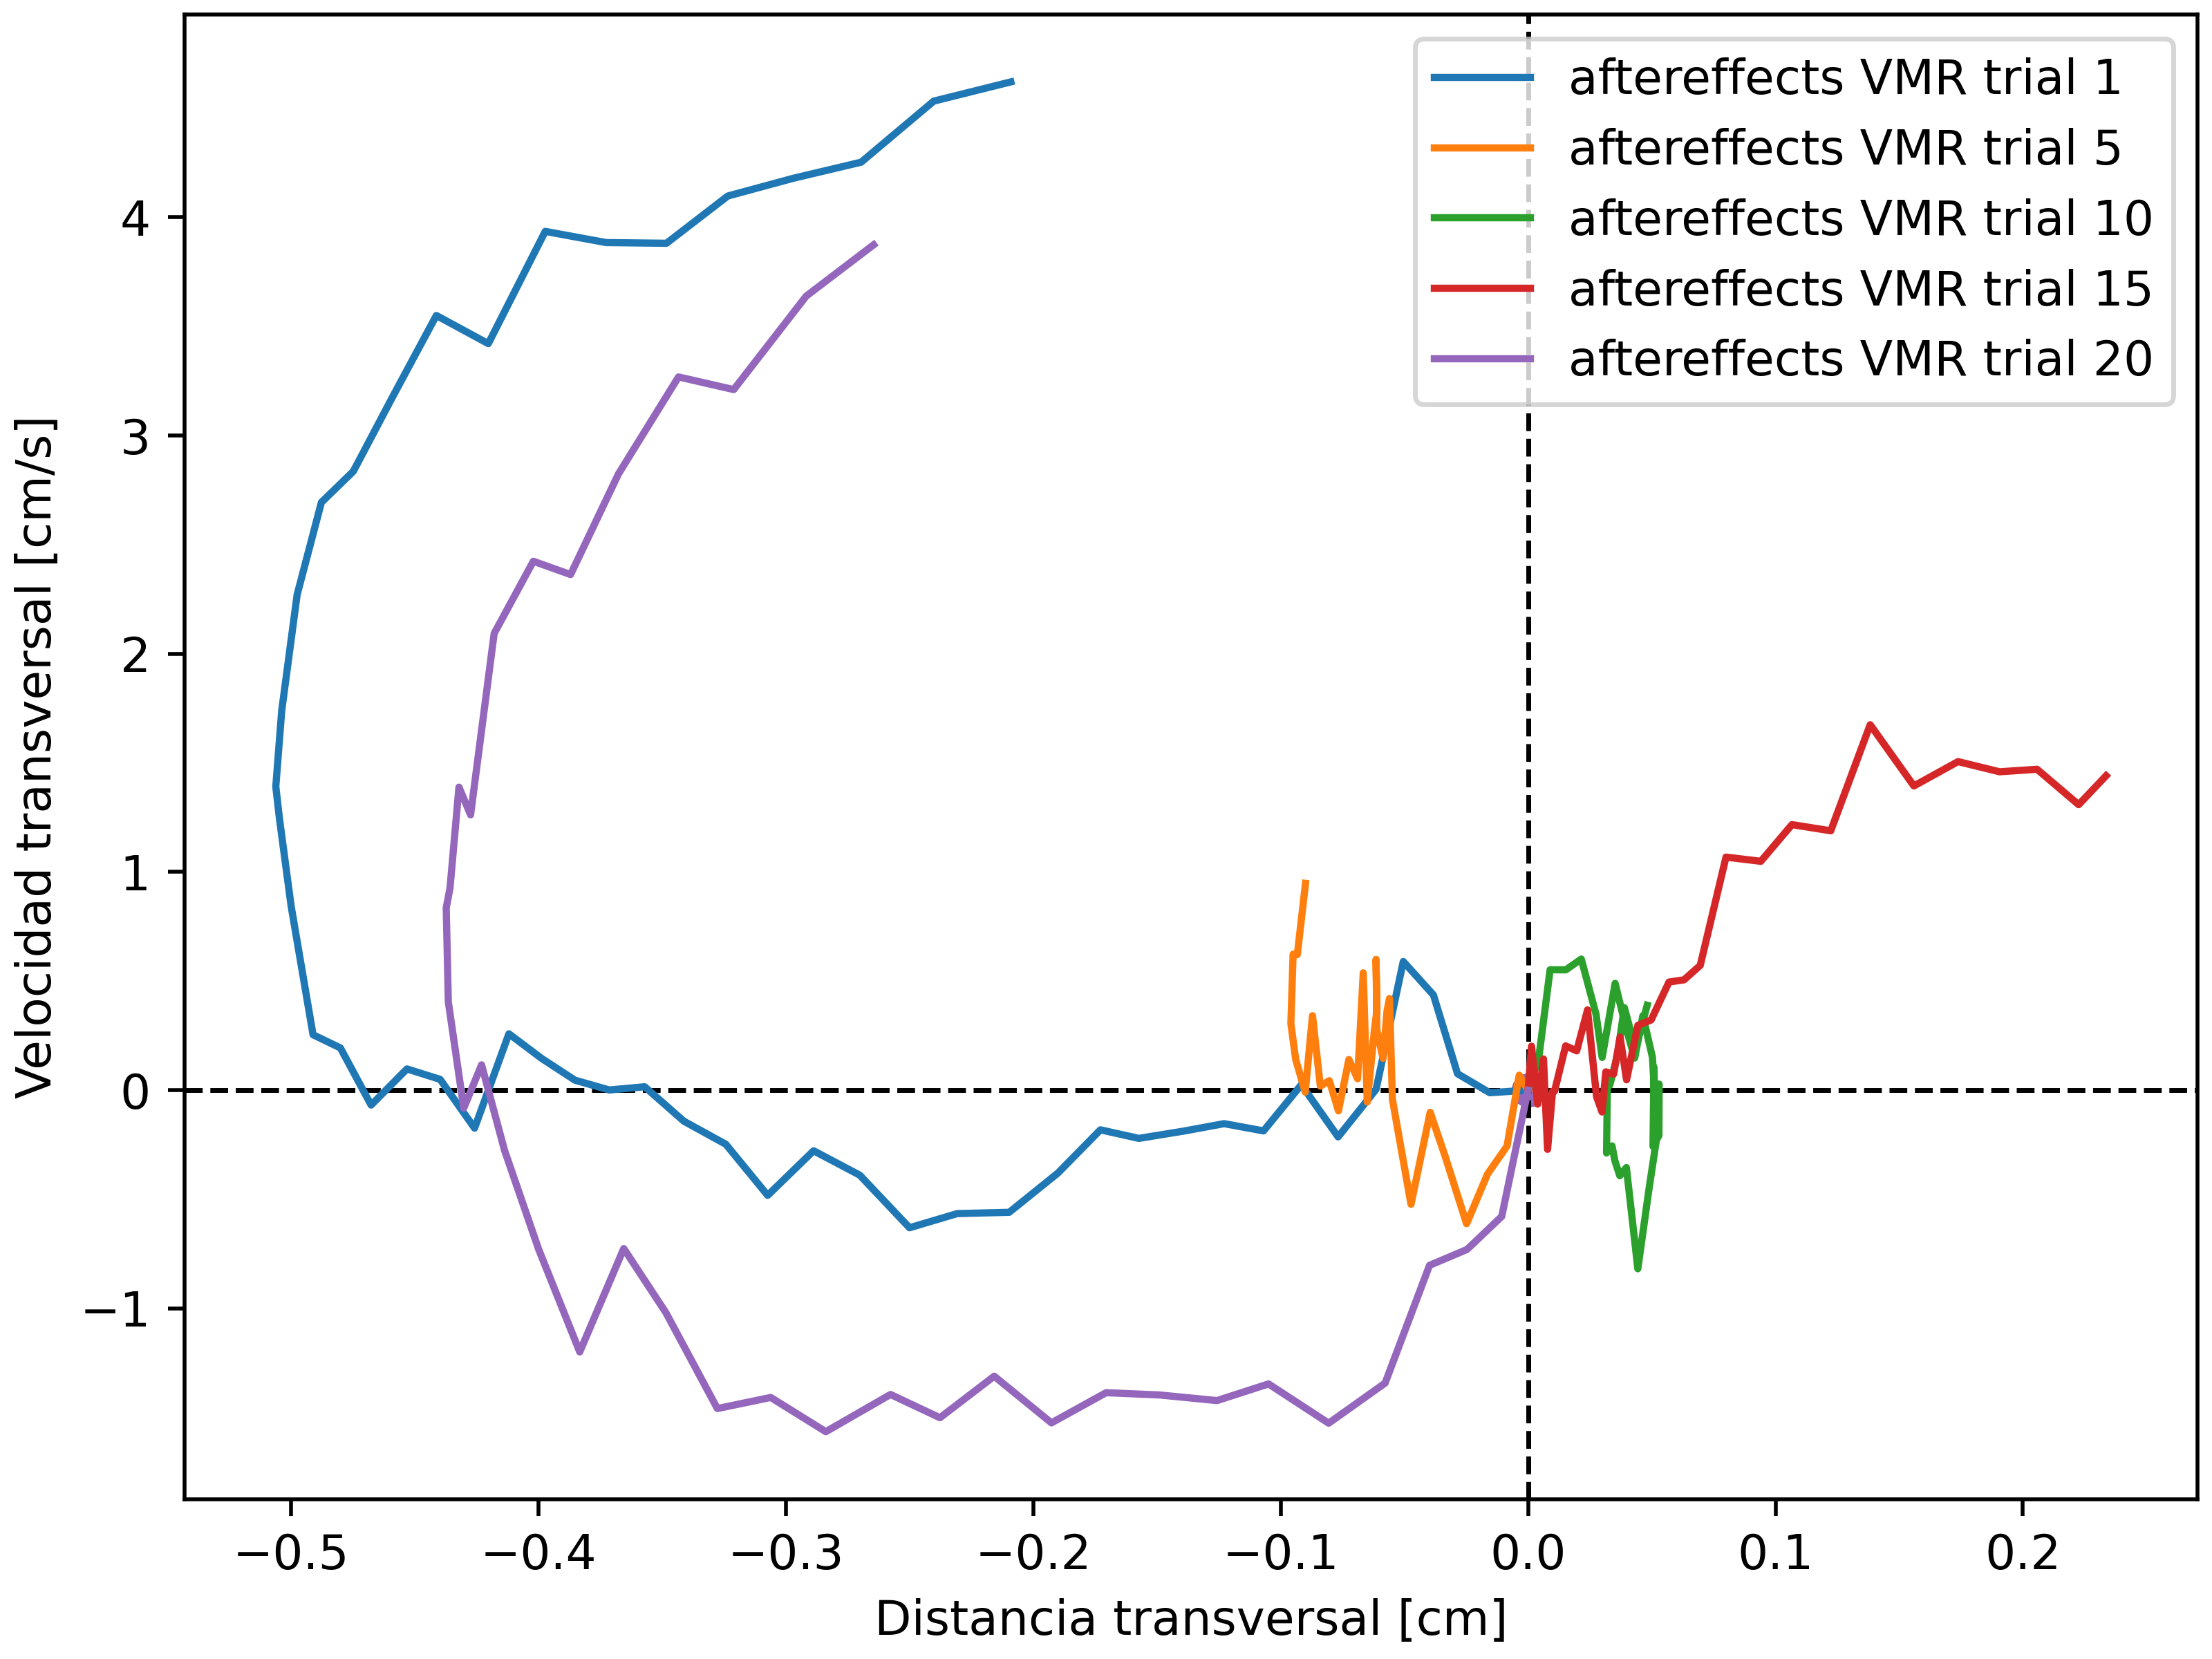 aftereffects VMR trial 1
aftereffects VMR trial 5
aftereffects VMR trial 10
aftereffects VMR trial 15
aftereffects VMR trial 20
Velocidad transversal [cm/s]
4
3
2
1
0
−1
−0.5 −0.4 −0.3 −0.2 −0.1 0.0 0.1 0.2
Distancia transversal [cm]